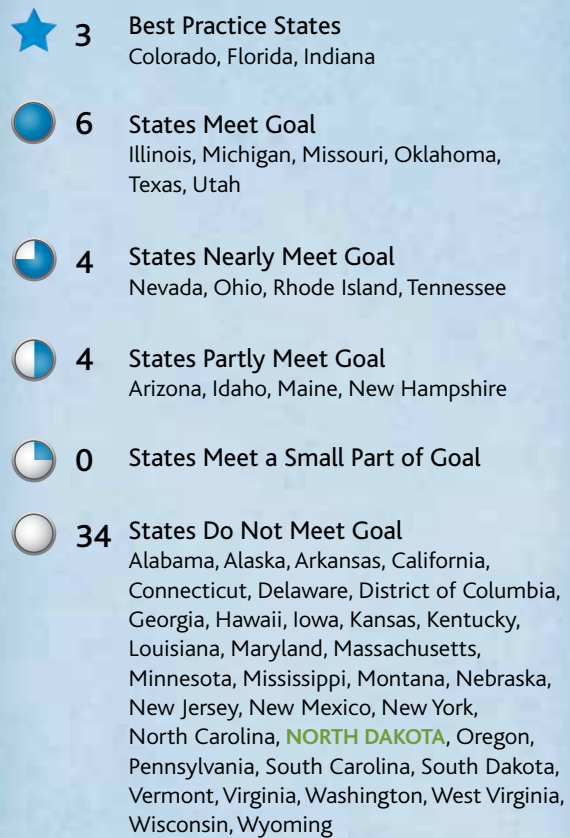 3 Best Practice States
Colorado, Florida, Indiana
6 States Meet Goal
Illinois, Michigan, Missouri, Oklahoma,
Texas, Utah
4 States Nearly Meet Goal
Nevada, Ohio, Rhode Island, Tennessee
4 States Partly Meet Goal
Arizona, Idaho, Maine, New Hampshire
0 States Meet a Small Part of Goal
34 States Do Not Meet Goal
Alabama, Alaska, Arkansas, California,
Connecticut, Delaware, District of Columbia,
Georgia, Hawaii, Iowa, Kansas, Kentucky,
Louisiana, Maryland, Massachusetts,
Minnesota, Mississippi, Montana, Nebraska,
New Jersey, New Mexico, New York,
North Carolina, NORTH DAKOTA, Oregon,
Pennsylvania, South Carolina, South Dakota,
Vermont, Virginia, Washington, West Virginia,
Wisconsin, Wyoming